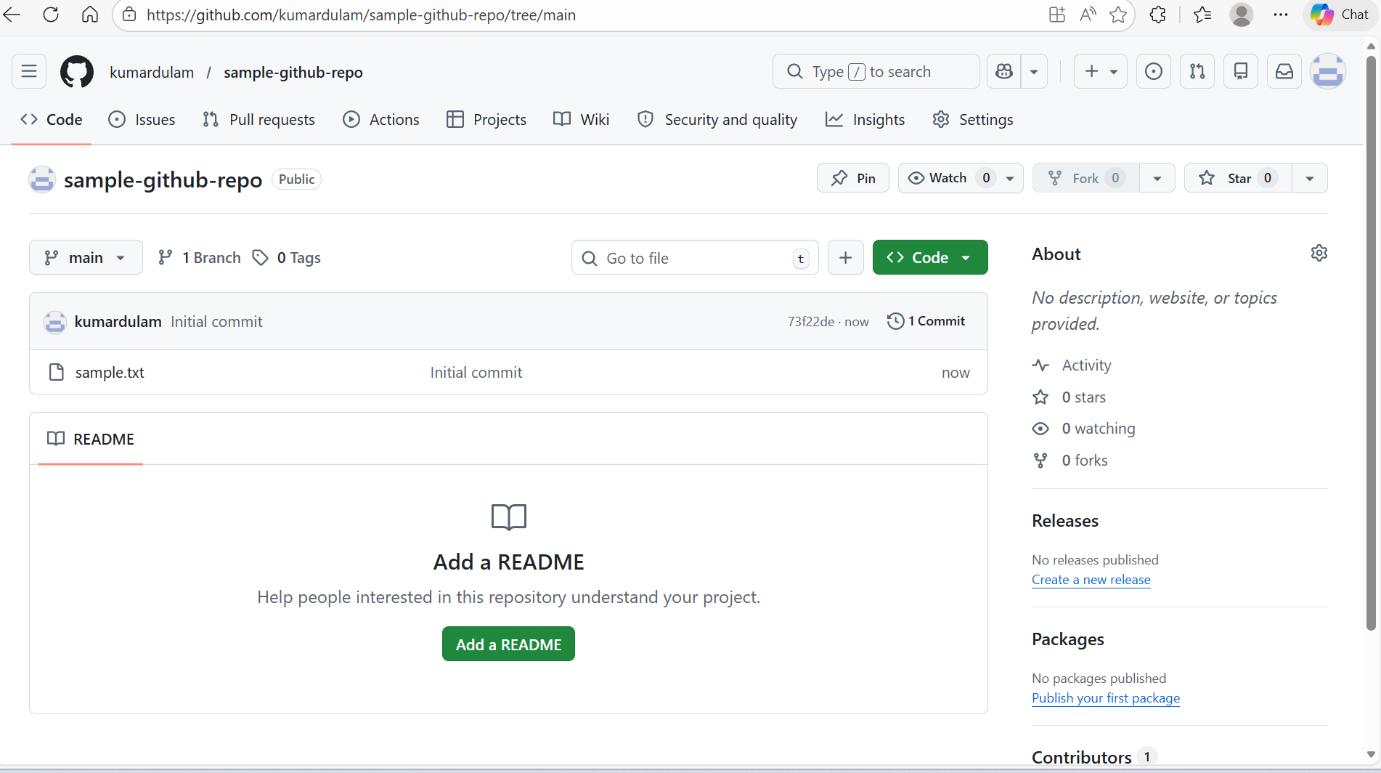 https://github.com/kumardulam/sample-github-repo/tree/main
Chat
kumardulam / sample-github-repo
Type / to search
Code Issues Pull requests Actions Projects Wiki Security and quality Insights Settings
sample-github-repo Public
Pin Watch 0 Fork 0 Star 0
main 1 Branch 0 Tags
Go to file t
Code
kumardulam Initial commit 73f22de · now 1 Commit
sample.txt Initial commit now
README
Add a README
Help people interested in this repository understand your project.
Add a README
About
No description, website, or topics
provided.
Activity
0 stars
0 watching
0 forks
Releases
No releases published
Create a new release
Packages
No packages published
Publish your first package
Contributors 1